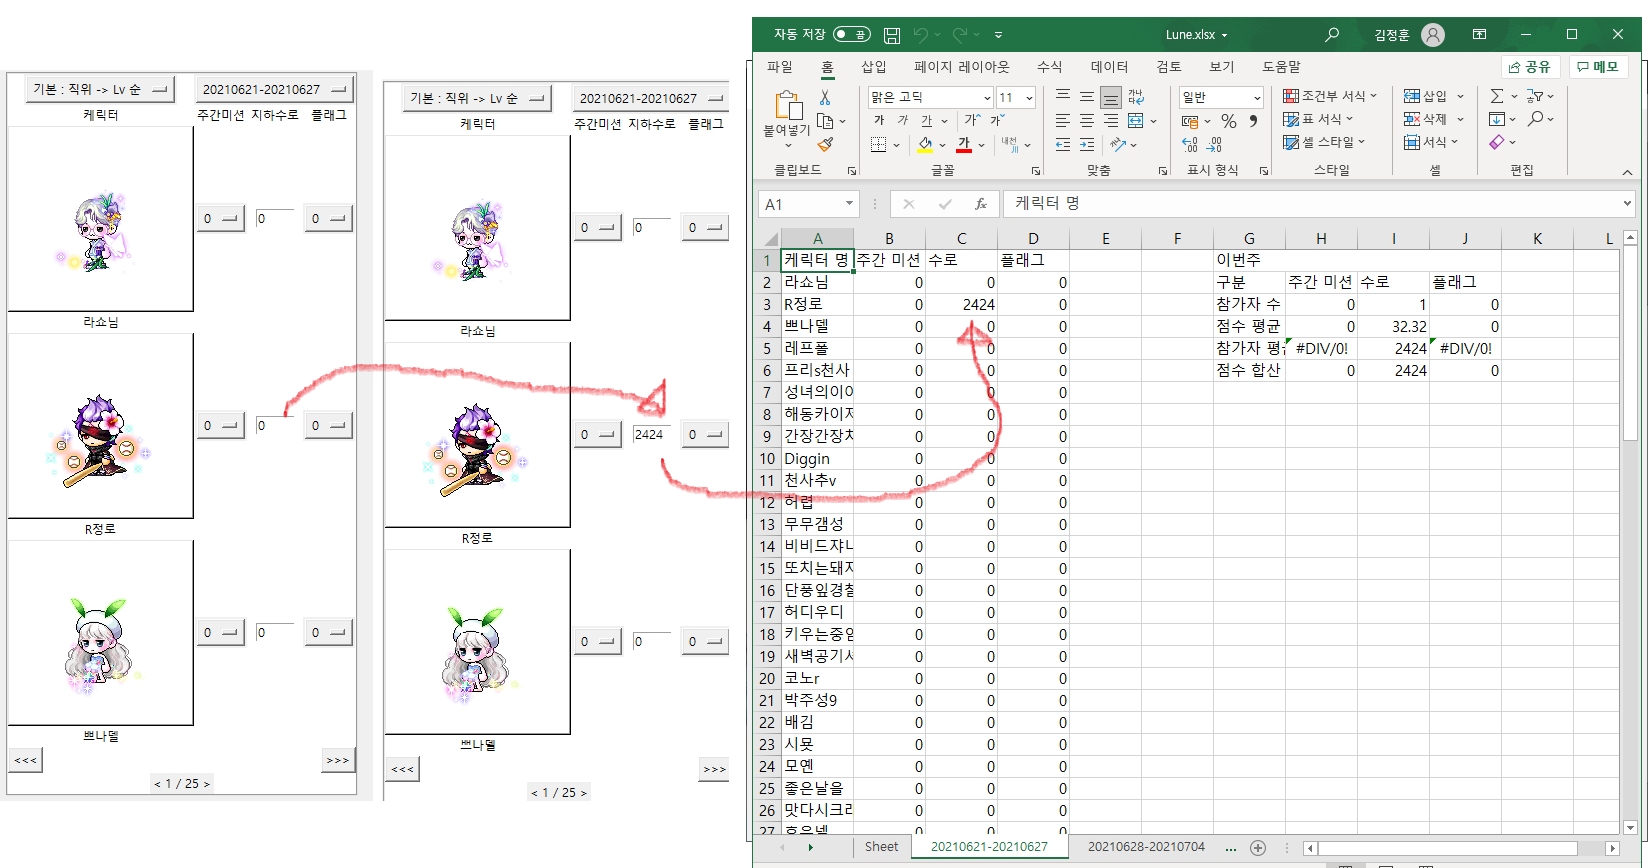 기본 : 직위 -> Lv 순
20210621-20210627
케릭터
주간미션 지하수로 플래그
0 0 0
라쇼님
0 0 0
R정로
0 0 0
쁘나델
<<<
>>>
< 1 / 25 >
기본 : 직위 -> Lv 순
20210621-20210627
케릭터
주간미션 지하수로 플래그
0 0 0
라쇼님
0 2424 0
R정로
0 0 0
쁘나델
<<<
>>>
< 1 / 25 >
자동 저장
Lune.xlsx
김정훈
파일 홈 삽입 페이지 레이아웃 수식 데이터 검토 보기 도움말
공유 메모
붙여넣기
맑은 고딕 11
가 가 가 가 가
가 내천
가나다
일반
조건부 서식
표 서식
셀 스타일
삽입
삭제
서식
클립보드 글꼴 맞춤 표시 형식 스타일 셀 편집
A1
fx
케릭터 명
A B C D E F G H I J K L
1 케릭터 명 주간 미션 수로 플래그 이번주
2 라쇼님 0 0 0 구분 주간 미션 수로 플래그
3 R정로 0 2424 0 참가자 수 0 1 0
4 쁘나델 0 0 0 점수 평균 0 32.32 0
5 레프폴 0 0 0 참가자 평 #DIV/0! 2424 #DIV/0!
6 프리s천사 0 0 0 점수 합산 0 2424 0
7 성녀의이 0 0 0
8 해동카이저 0 0 0
9 간장간장 0 0 0
10 Diggin 0 0 0
11 천사추v 0 0 0
12 허렵 0 0 0
13 무무갬성 0 0 0
14 비비드쟈 0 0 0
15 또치는돼지 0 0 0
16 단풍잎경찰 0 0 0
17 허디우디 0 0 0
18 키우는중임 0 0 0
19 새벽공기 0 0 0
20 코노r 0 0 0
21 박주성9 0 0 0
22 배김 0 0 0
23 시 0 0 0
24 모옌 0 0 0
25 좋은날을 0 0 0
26 맛다시크 0 0 0
27 0 0 0
Sheet 20210621-20210627 20210628-20210704 ...